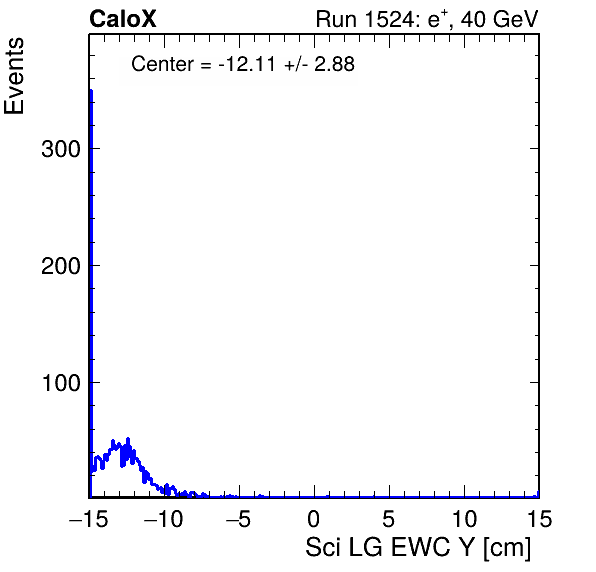 CaloX Run 1524: e+, 40 GeV
Center = -12.11 +/- 2.88
Events
300
200
100
−15 −10 −5 0 5 10 15
Sci LG EWC Y [cm]